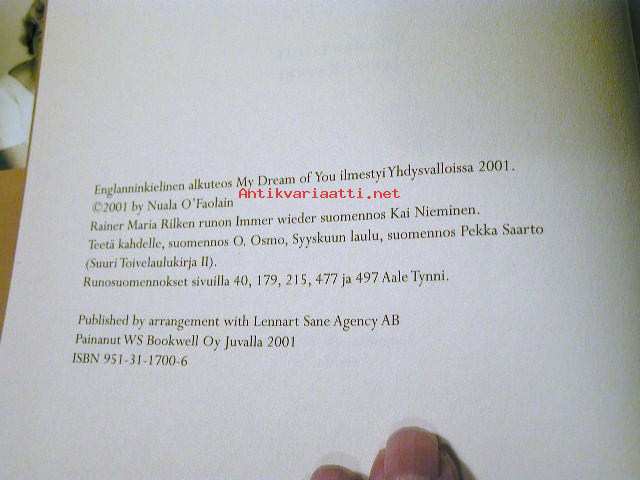 Englanninkielinen alkuteos My Dream of You ilmestyi Yhdysvalloissa 2001.
Antikvariaatti.net
©2001 by Nuala O'Faolain
Rainer Maria Rilken runon Immer wieder suomennos Kai Nieminen.
Teetä kahdelle, suomennos O. Osmo, Syyskuun laulu, suomennos Pekka Saarto
(Suuri Toivelaulukirja II).
Runosuomennokset sivuilla 40, 179, 215, 477 ja 497 Aale Tynni.
Published by arrangement with Lennart Sane Agency AB
Painanut WS Bookwell Oy Juvalla 2001
ISBN 951-31-1700-6